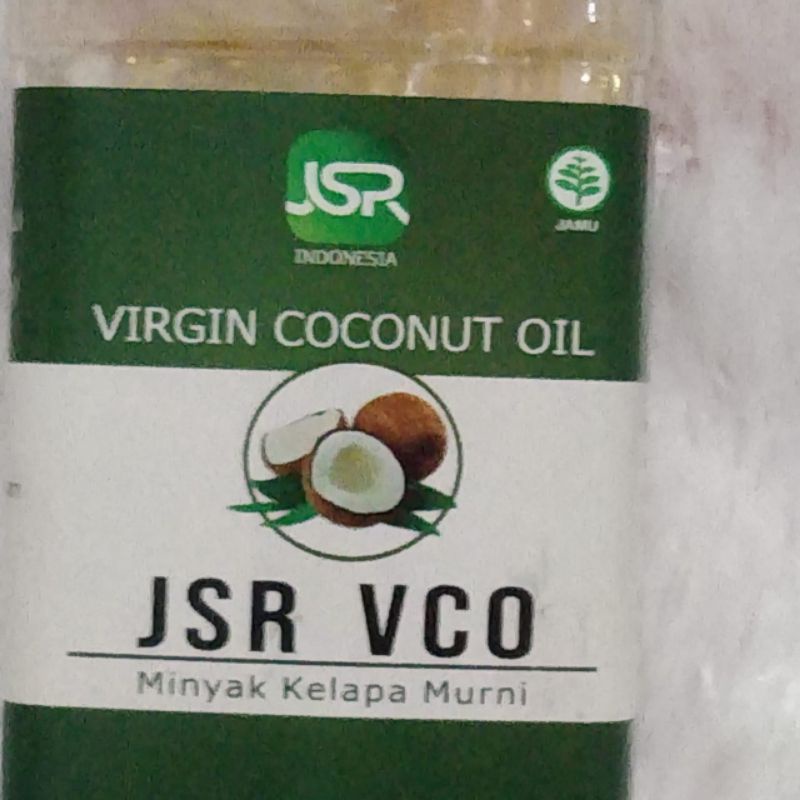 JSR
INDONESIA
JAMU
VIRGIN COCONUT OIL
JSR VCO
Minyak Kelapa Murni